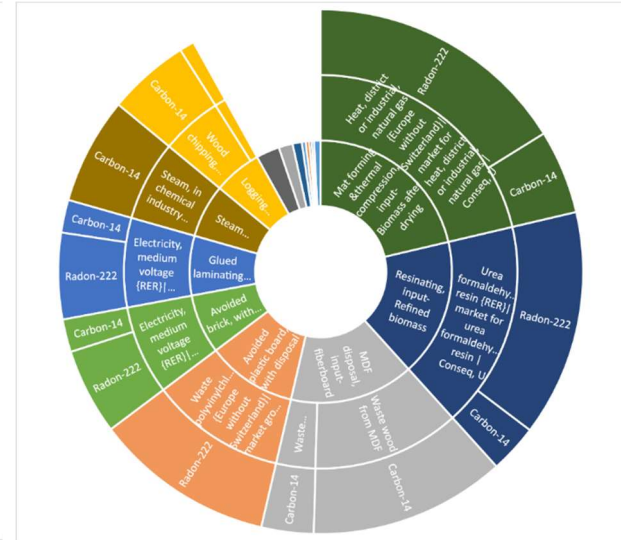 Radon-222
Heat, district
or industrial,
natural gas
{Europe
without
Switzerland}|
market for
heat, district
or industrial,
natural gas |
Conseq, U
Mat forming
&thermal
compression,
input-
Biomass after
drying
Carbon-14
Resinating,
input-
Refined
biomass
Urea
formaldehy...
resin {RER}|
market for
urea
formaldehy...
resin |
Conseq, U
Radon-222
Carbon-14
MDF
disposal,
input-
fiberboard
Waste wood
from MDF
Carbon-14
Waste...
Carbon-14
Avoided
plastic board,
with disposal
Waste
polyvinylchl...
{Europe
without
Switzerland}|
market gro...
Radon-222
Avoided
brick, with...
Electricity,
medium
voltage
{RER}|...
Carbon-14
Radon-222
Glued
laminating...
Electricity,
medium
voltage
{RER}|...
Carbon-14
Radon-222
Steam...
Steam, in
chemical
industry...
Carbon-14
Logging...
Wood
chipping...
Carbon-14